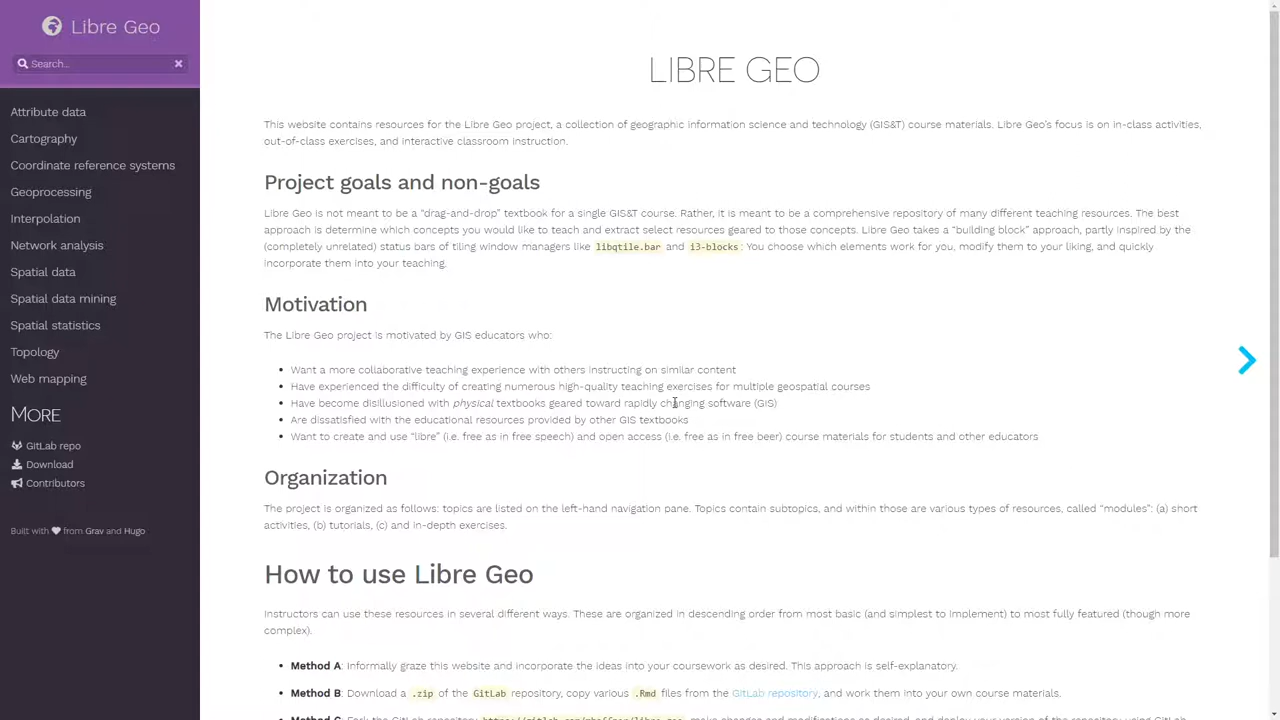 Libre Geo
Search...
Attribute data
Cartography
Coordinate reference systems
Geoprocessing
Interpolation
Network analysis
Spatial data
Spatial data mining
Spatial statistics
Topology
Web mapping
MORE
GitLab repo
Download
Contributors
Built with from Grav and Hugo
LIBRE GEO
This website contains resources for the Libre Geo project, a collection of geographic information science and technology (GIS&T) course materials. Libre Geo's focus is on in-class activities,
out-of-class exercises, and interactive classroom instruction.
Project goals and non-goals
Libre Geo is not meant to be a "drag-and-drop" textbook for a single GIS&T course. Rather, it is meant to be a comprehensive repository of many different teaching resources. The best
approach is determine which concepts you would like to teach and extract select resources geared to those concepts. Libre Geo takes a "building block" approach, partly inspired by the
(completely unrelated) status bars of tiling window managers like libqtile.bar and i3-blocks: You choose which elements work for you, modify them to your liking, and quickly
incorporate them into your teaching.
Motivation
The Libre Geo project is motivated by GIS educators who:
• Want a more collaborative teaching experience with others instructing on similar content
• Have experienced the difficulty of creating numerous high-quality teaching exercises for multiple geospatial courses
• Have become disillusioned with physical textbooks geared toward rapidly changing software (GIS)
• Are dissatisfied with the educational resources provided by other GIS textbooks
• Want to create and use "libre" (i.e. free as in free speech) and open access (i.e. free as in free beer) course materials for students and other educators
Organization
The project is organized as follows: topics are listed on the left-hand navigation pane. Topics contain subtopics, and within those are various types of resources, called "modules": (a) short
activities, (b) tutorials, (c) and in-depth exercises.
How to use Libre Geo
Instructors can use these resources in several different ways. These are organized in descending order from most basic (and simplest to implement) to most fully featured (though more
complex).
• Method A: Informally graze this website and incorporate the ideas into your coursework as desired. This approach is self-explanatory.
• Method B: Download a .zip of the GitLab repository, copy various .Rmd files from the GitLab repository, and work them into your own course materials.